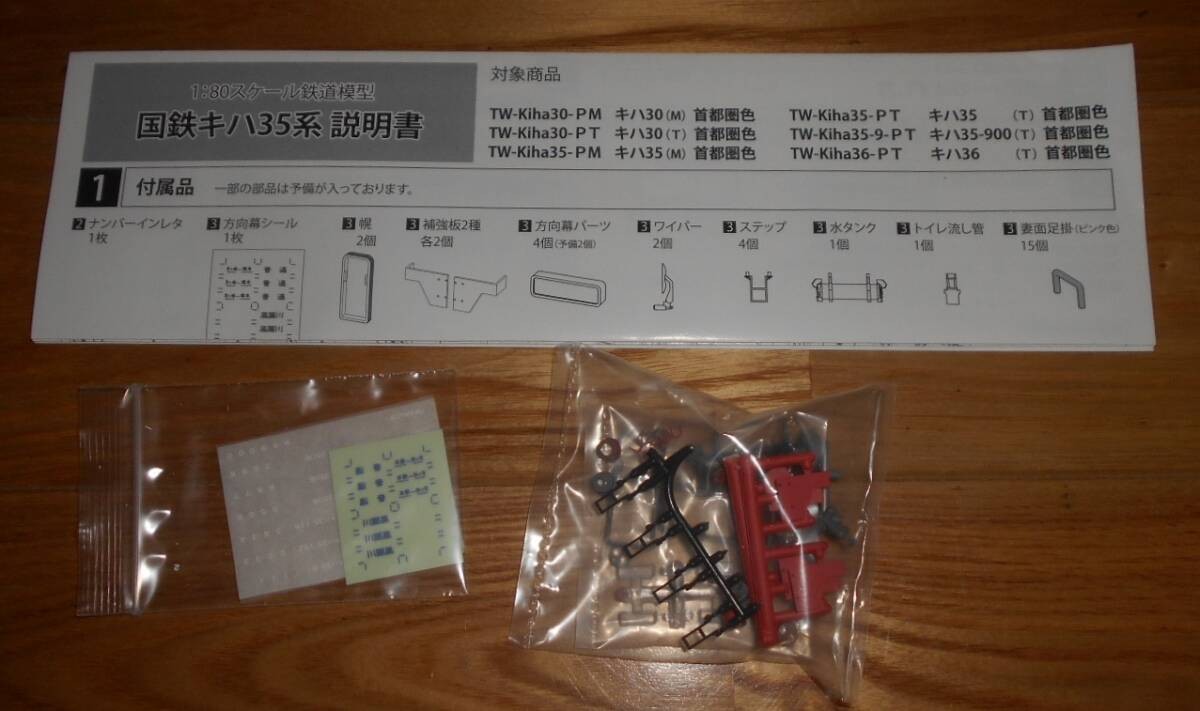 1:80スケール鉄道模型
国鉄キハ35系 説明書
対象商品
TW-Kiha30-PM キハ30(M) 首都圏色
TW-Kiha30-PT キハ30(T) 首都圏色
TW-Kiha35-PM キハ35(M) 首都圏色
TW-Kiha35-PT キハ35 (T) 首都圏色
TW-Kiha35-9-PT キハ35-900(T) 首都圏色
TW-Kiha36-PT キハ36 (T) 首都圏色
1 付属品 一部の部品は予備が入っております。
2 ナンバーインレタ
1枚
3 方向幕シール
1枚
3 幌
2個
3 補強板2種
各2個
3 方向幕パーツ
4個(予備2個)
3 ワイパー
2個
3 ステップ
4個
3 水タンク
1個
3 トイレ流し管
1個
3 妻面足掛(ピンク色)
15個
普通
普通
普通